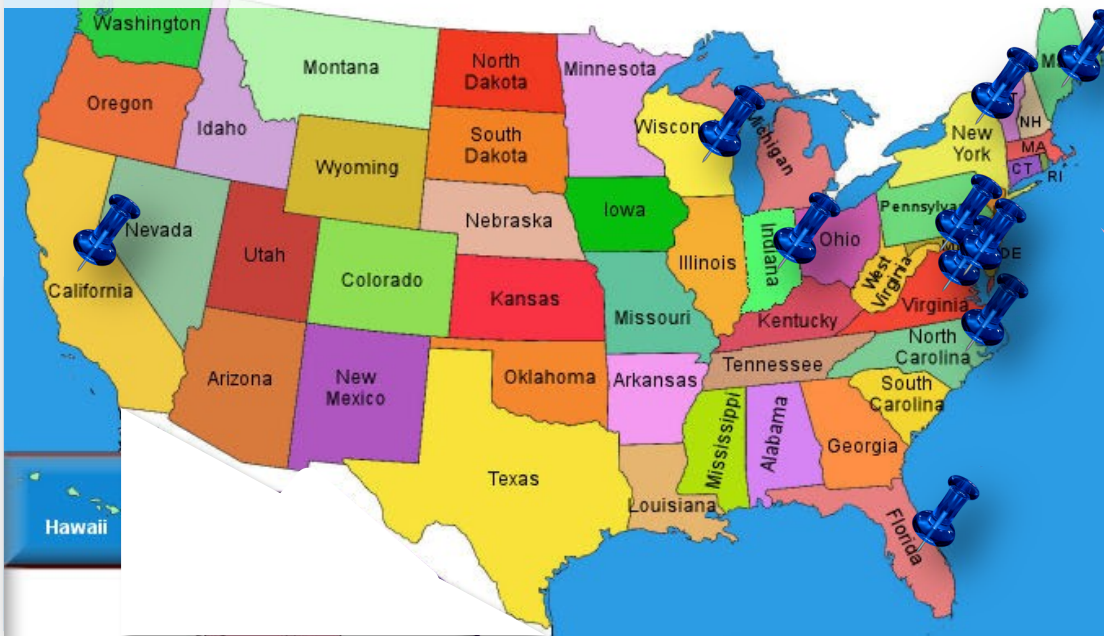 Washington
Montana
North
Dakota
Minnesota
Oregon
Idaho
South
Dakota
Wyoming
Michigan
New
York
NH
MA
CT
RI
Nevada
Nebraska
Iowa
Utah
Colorado
Illinois
Indiana
Ohio
DE
West
Virginia
California
Kansas
Missouri
Kentucky
Virginia
North
Carolina
Tennessee
Arizona
New
Mexico
Oklahoma
Arkansas
South
Carolina
Mississippi
Alabama
Georgia
Texas
Louisiana
Florida
Hawaii